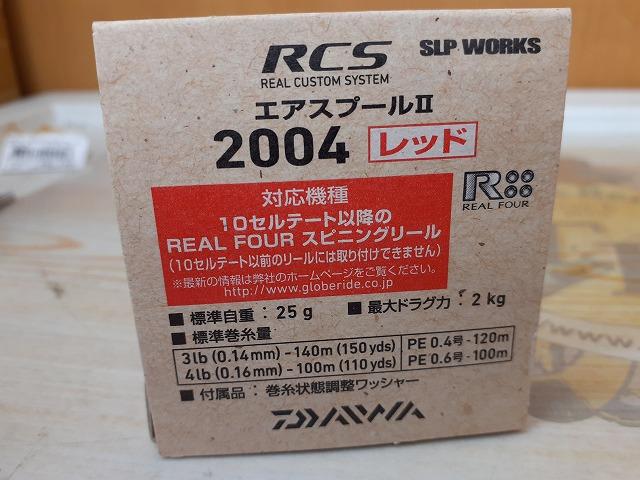 RCS SLP WORKS
REAL CUSTOM SYSTEM
エアスプールⅡ
2004 レッド
対応機種
10セルテート以降の
REAL FOUR スピニングリール
(10セルテート以前のリールには取り付けできません)
※最新の情報は弊社のホームページをご覧ください。
http://www.globeride.co.jp
R
REAL FOUR
■ 標準自重：25g ■ 最大ドラグ力：2kg
■ 標準巻糸量
3lb (0.14mm) - 140m (150yds) PE 0.4号 - 120m
4lb (0.16mm) - 100m (110yds) PE 0.6号 - 100m
■ 付属品：巻糸状態調整ワッシャー
DAIWA